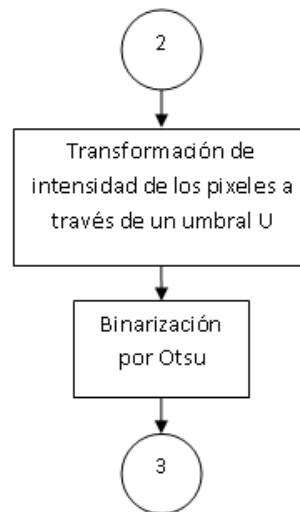 2
Transformación de
intensidad de los pixeles a
través de un umbral U
Binarización
por Otsu
3